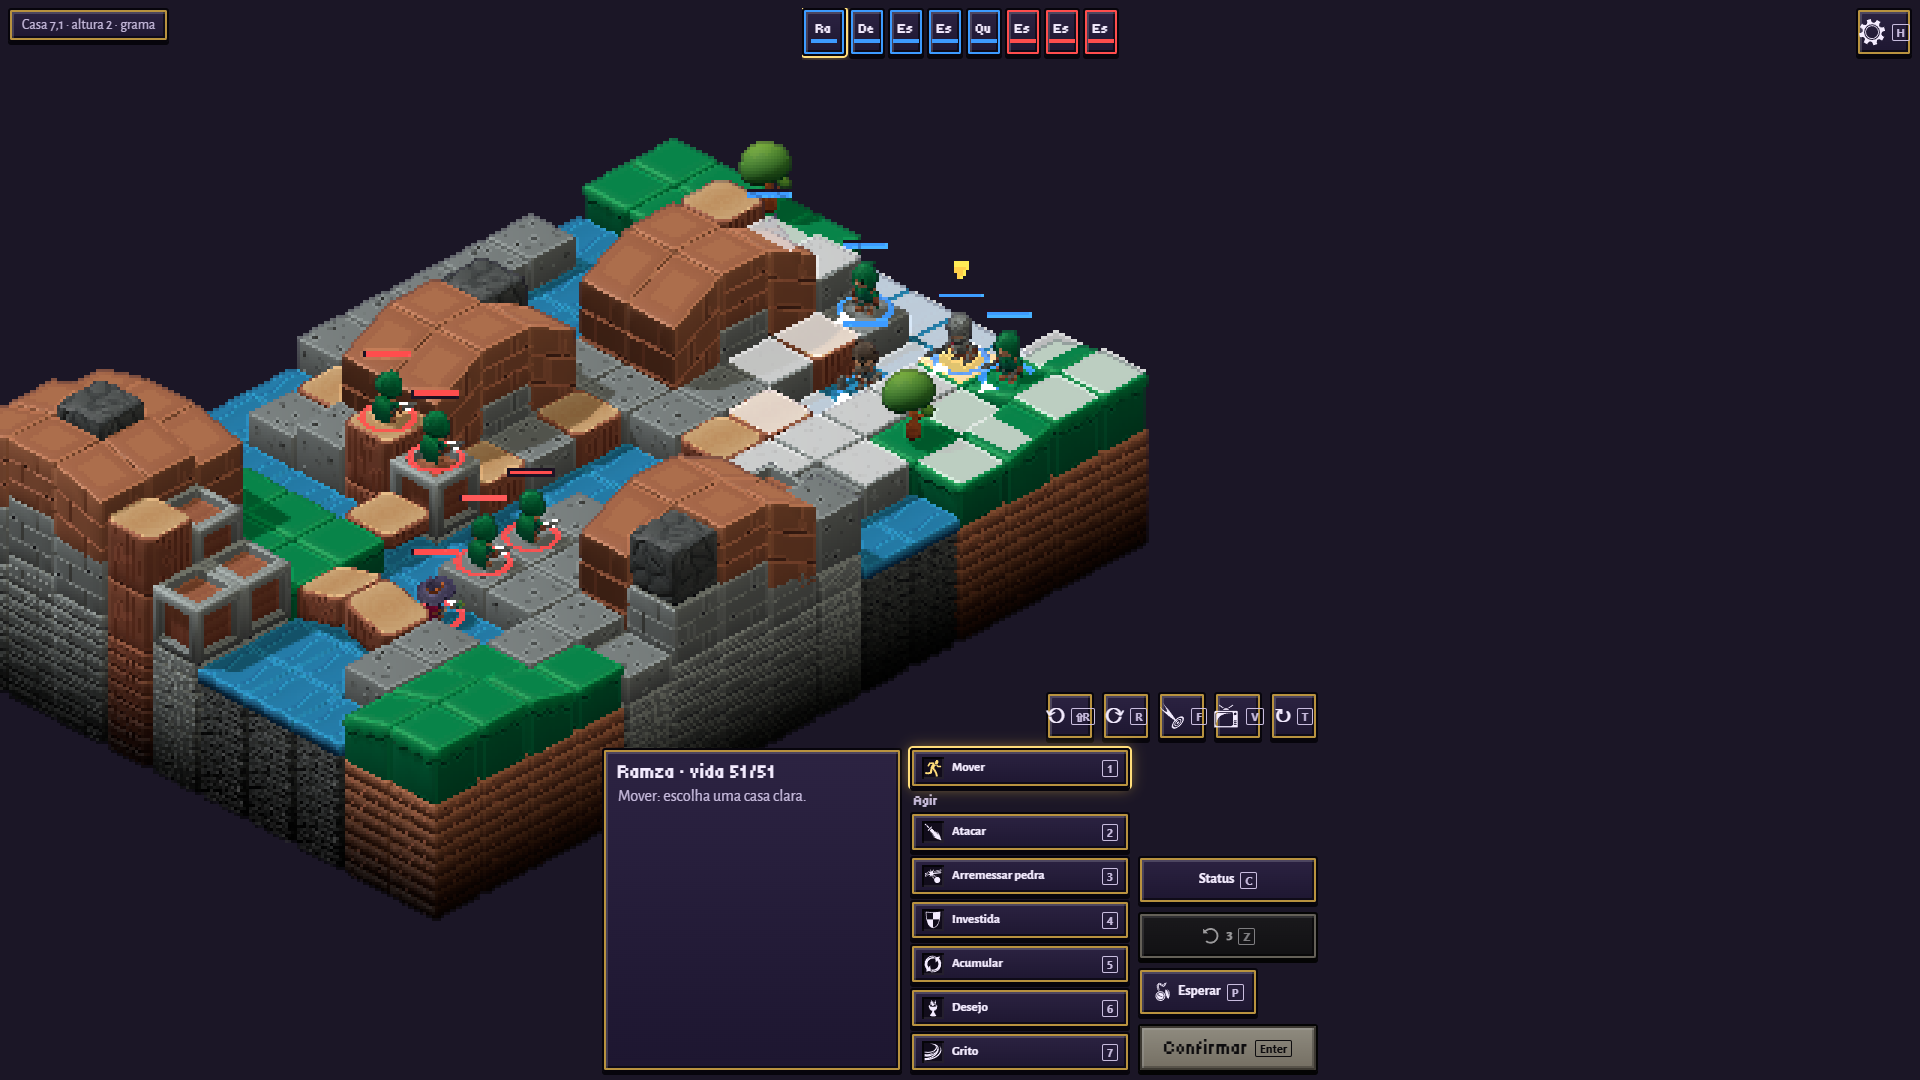 Casa 7,1 · altura 2 · grama
Ra De Es Es Qu Es Es Es
H
⇧R R F V T
Ramza · vida 51/51
Mover: escolha uma casa clara.
Mover 1
Agir
Atacar 2
Arremessar pedra 3
Investida 4
Acumular 5
Desejo 6
Grito 7
Status C
3 Z
Esperar P
Confirmar Enter